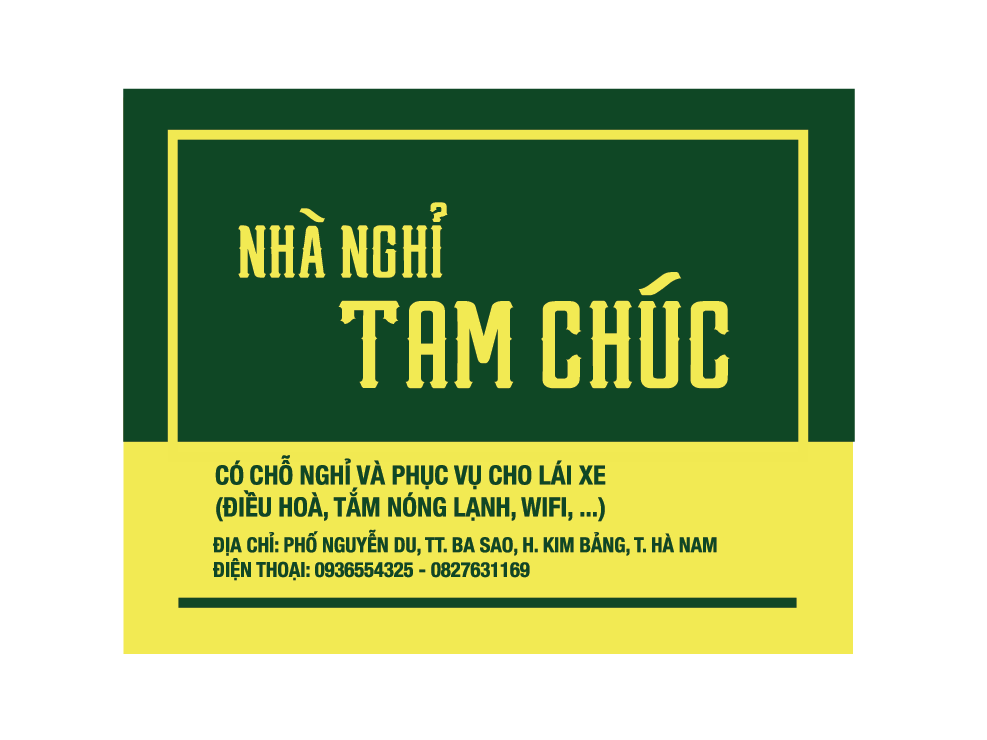 NHÀ NGHỈ
TAM CHÚC
CÓ CHỖ NGHỈ VÀ PHỤC VỤ CHO LÁI XE
(ĐIỀU HOÀ, TẮM NÓNG LẠNH, WIFI, ...)
ĐỊA CHỈ: PHỐ NGUYỄN DU, TT. BA SAO, H. KIM BẢNG, T. HÀ NAM
ĐIỆN THOẠI: 0936554325 - 0827631169